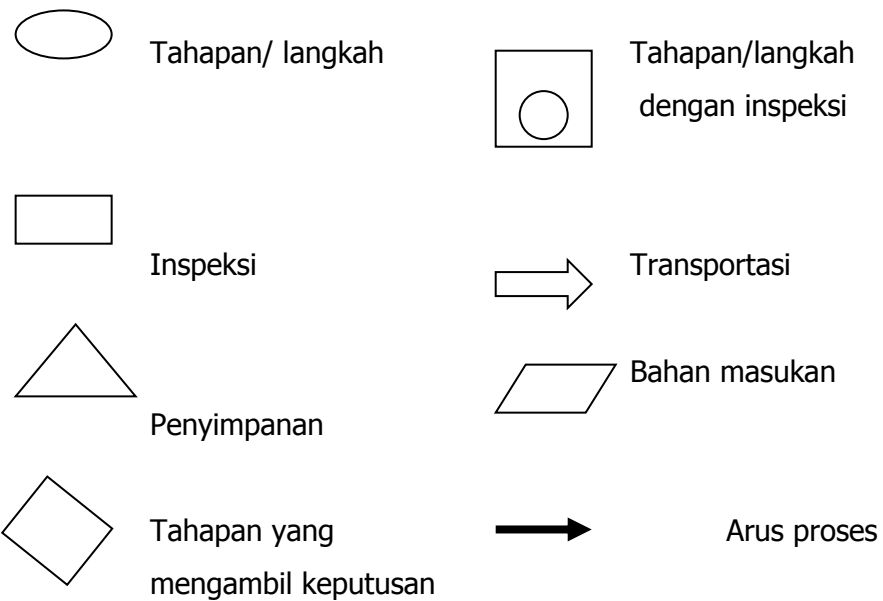 Tahapan/ langkah
Tahapan/langkah
dengan inspeksi
Inspeksi
Transportasi
Penyimpanan
Bahan masukan
Tahapan yang
mengambil keputusan
Arus proses